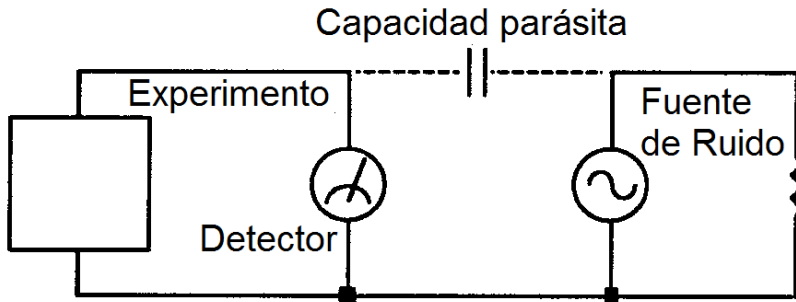 Capacidad parásita
Experimento
Fuente
de Ruido
Detector